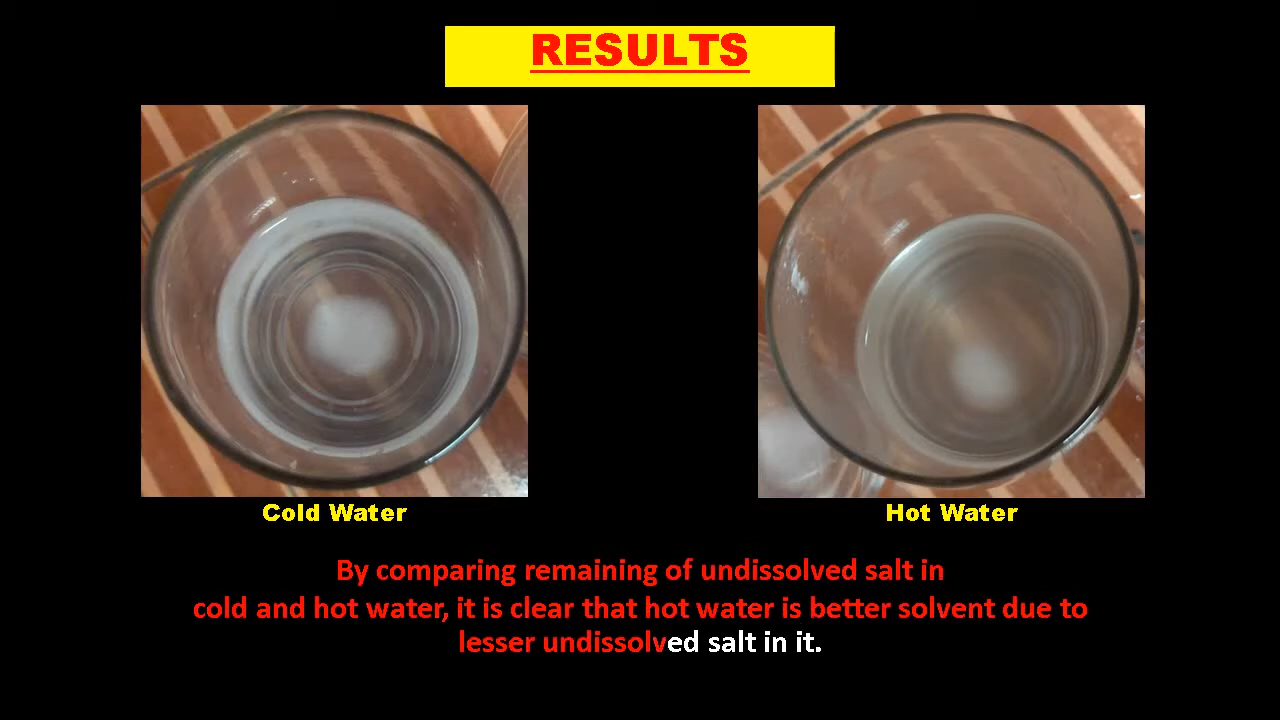 RESULTS
Cold Water
Hot Water
By comparing remaining of undissolved salt in
cold and hot water, it is clear that hot water is better solvent due to
lesser undissolved salt in it.